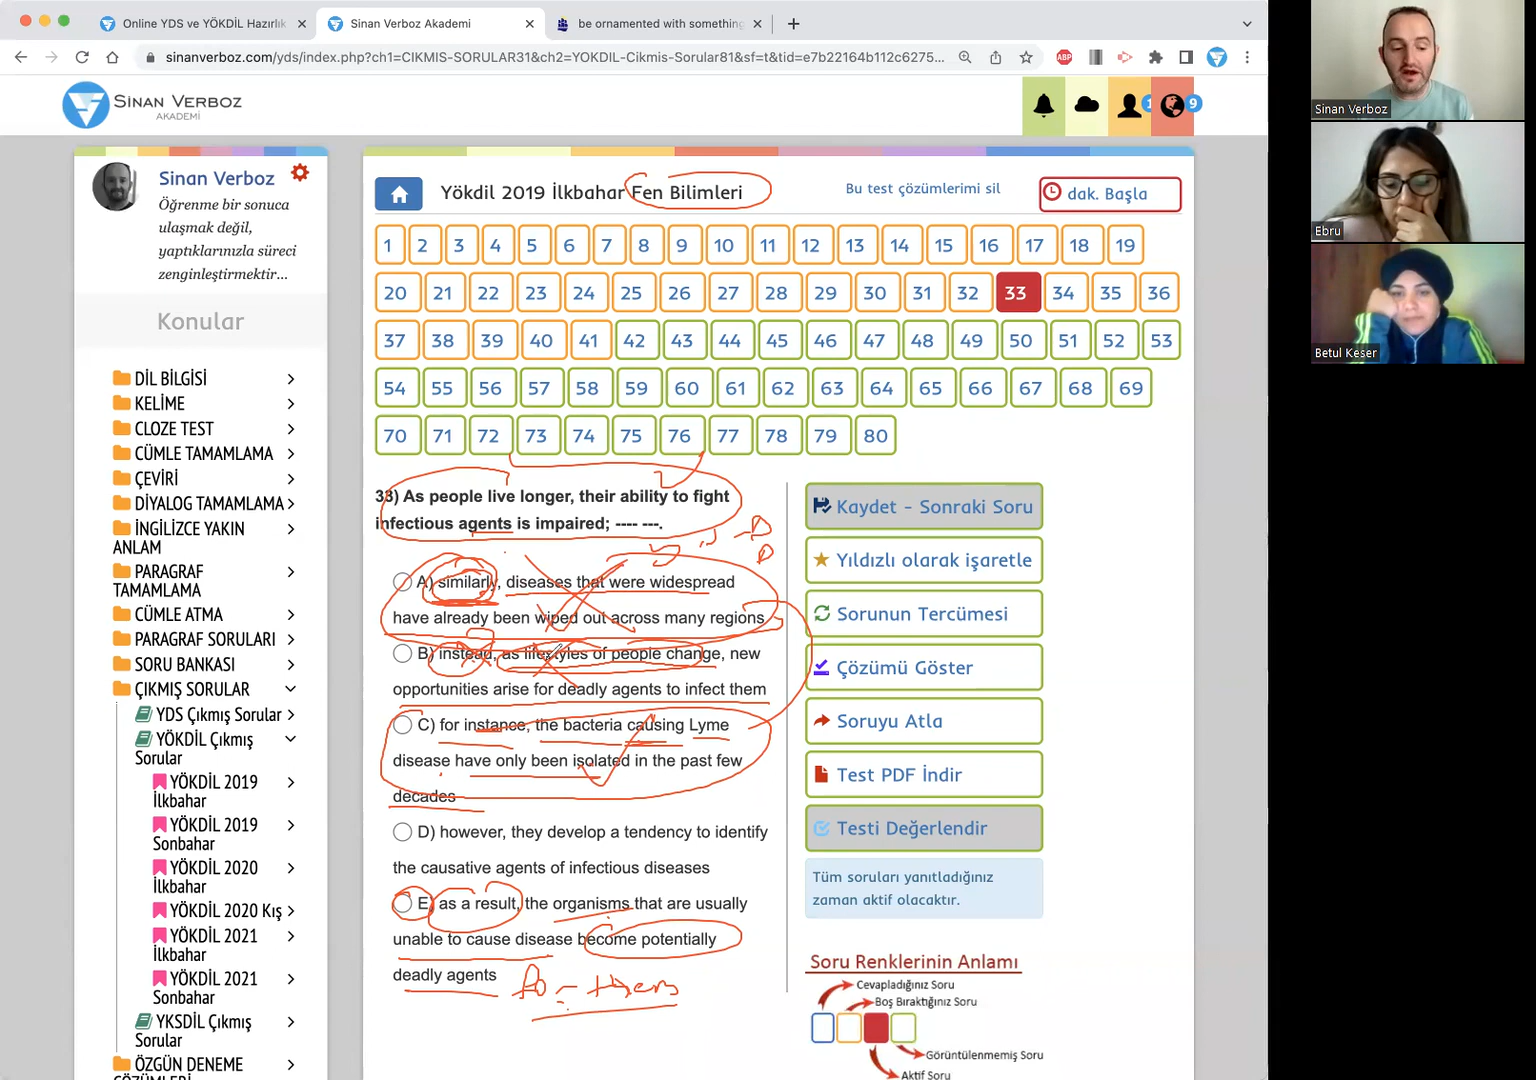 Online YDS ve YÖKDİL Hazırlık
Sinan Verboz Akademi
be ornamented with something
sinanverboz.com/yds/index.php?ch1=CIKMIS-SORULAR31&ch2=YOKDIL-Cikmis-Sorular81&sf=t&tid=e7b22164b112c6275...
ABP
SİNAN VERBOZ
AKADEMİ
1
9
Sinan Verboz
Öğrenme bir sonuca
ulaşmak değil,
yaptıklarınızla süreci
zenginleştirmektir...
Konular
DİL BİLGİSİ
KELİME
CLOZE TEST
CÜMLE TAMAMLAMA
ÇEVİRİ
DİYALOG TAMAMLAMA
İNGİLİZCE YAKIN
ANLAM
PARAGRAF
TAMAMLAMA
CÜMLE ATMA
PARAGRAF SORULARI
SORU BANKASI
ÇIKMIŞ SORULAR
YDS Çıkmış Sorular
YÖKDİL Çıkmış
Sorular
YÖKDİL 2019
İlkbahar
YÖKDİL 2019
Sonbahar
YÖKDİL 2020
İlkbahar
YÖKDİL 2020 Kış
YÖKDİL 2021
İlkbahar
YÖKDİL 2021
Sonbahar
YKSDİL Çıkmış
Sorular
ÖZGÜN DENEME
ÇÖZÜMLERİ
Yökdil 2019 İlkbahar Fen Bilimleri
Bu test çözümlerimi sil
dak. Başla
1 2 3 4 5 6 7 8 9 10 11 12 13 14 15 16 17 18 19
20 21 22 23 24 25 26 27 28 29 30 31 32 33 34 35 36
37 38 39 40 41 42 43 44 45 46 47 48 49 50 51 52 53
54 55 56 57 58 59 60 61 62 63 64 65 66 67 68 69
70 71 72 73 74 75 76 77 78 79 80
33) As people live longer, their ability to fight
infectious agents is impaired; ---- ---.
A) similarly, diseases that were widespread
have already been wiped out across many regions
B) instead, as lifestyles of people change, new
opportunities arise for deadly agents to infect them
C) for instance, the bacteria causing Lyme
disease have only been isolated in the past few
decades
D) however, they develop a tendency to identify
the causative agents of infectious diseases
E) as a result, the organisms that are usually
unable to cause disease become potentially
deadly agents
for them
Kaydet - Sonraki Soru
Yıldızlı olarak işaretle
Sorunun Tercümesi
Çözümü Göster
Soruyu Atla
Test PDF İndir
Testi Değerlendir
Tüm soruları yanıtladığınız
zaman aktif olacaktır.
Soru Renklerinin Anlamı
Cevapladığınız Soru
Boş Bıraktığınız Soru
Görüntülenmemiş Soru
Aktif Soru
Sinan Verboz
Ebru
Betul Keser